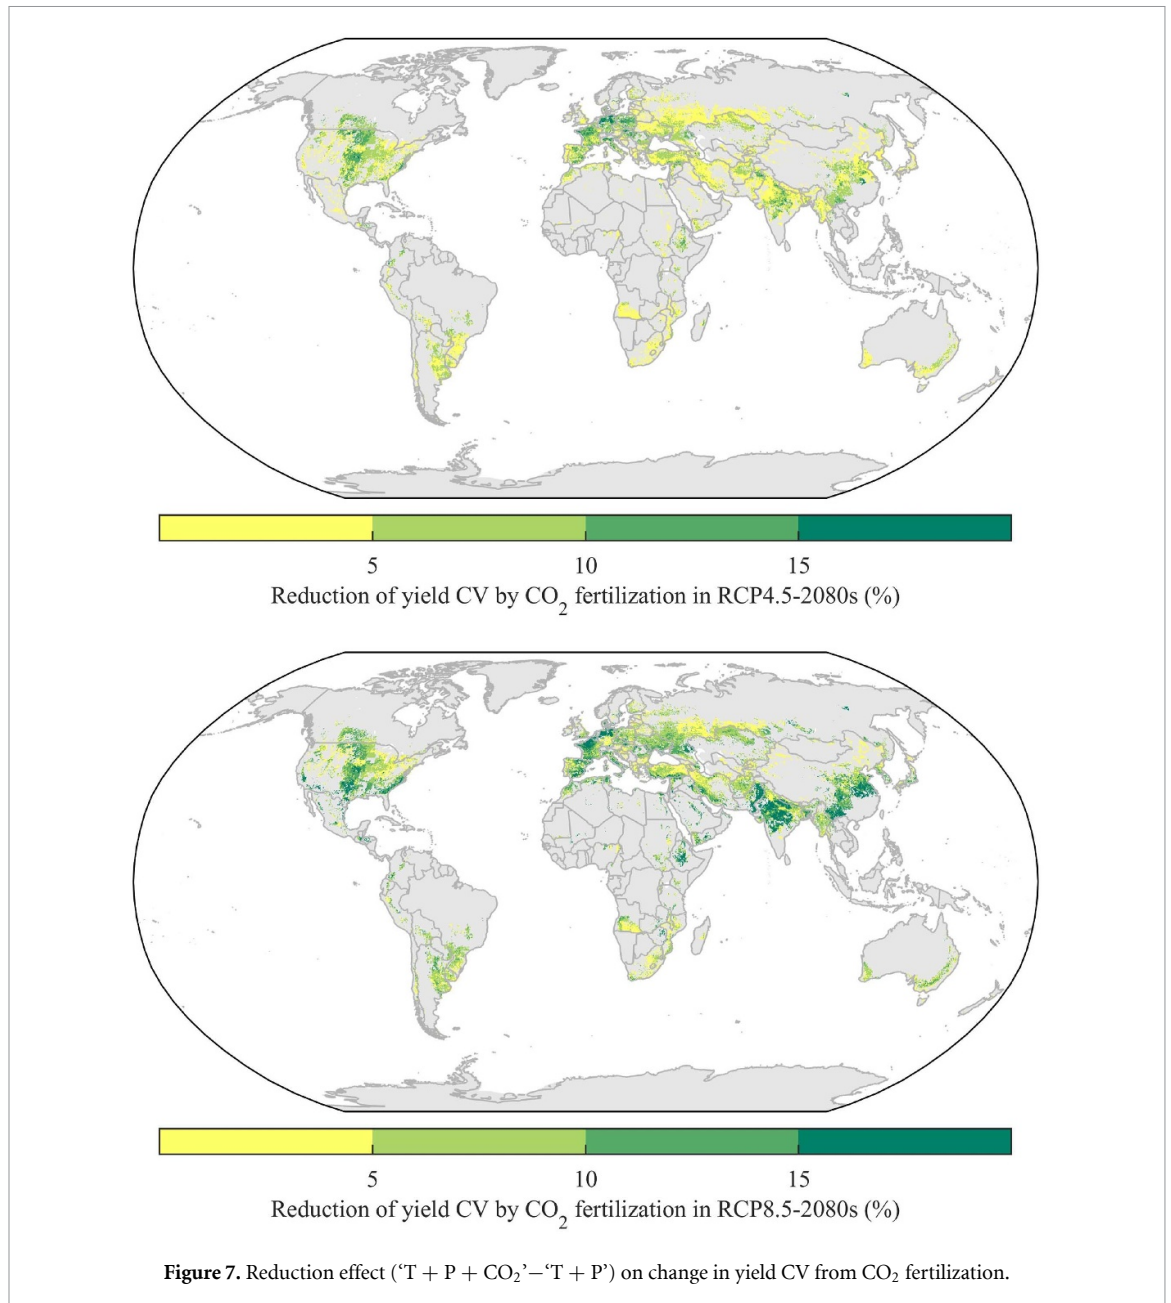 5 10 15
Reduction of yield CV by CO₂ fertilization in RCP4.5-2080s (%)
5 10 15
Reduction of yield CV by CO₂ fertilization in RCP8.5-2080s (%)
Figure 7. Reduction effect (‘T + P + CO₂’−‘T + P’) on change in yield CV from CO₂ fertilization.